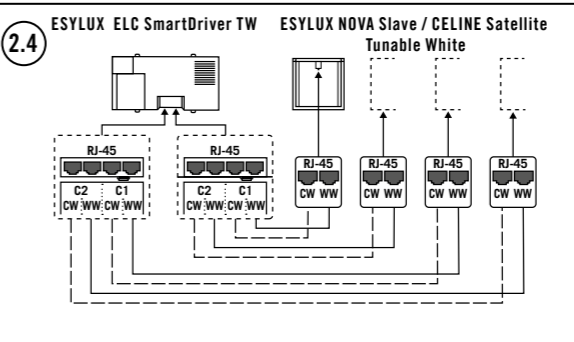 2.4
ESYLUX ELC SmartDriver TW
ESYLUX NOVA Slave / CELINE Satellite
Tunable White
RJ-45 RJ-45 RJ-45 RJ-45 RJ-45 RJ-45
C2 C1 C2 C1
CW WW CW WW CW WW CW WW CW WW CW WW CW WW CW WW